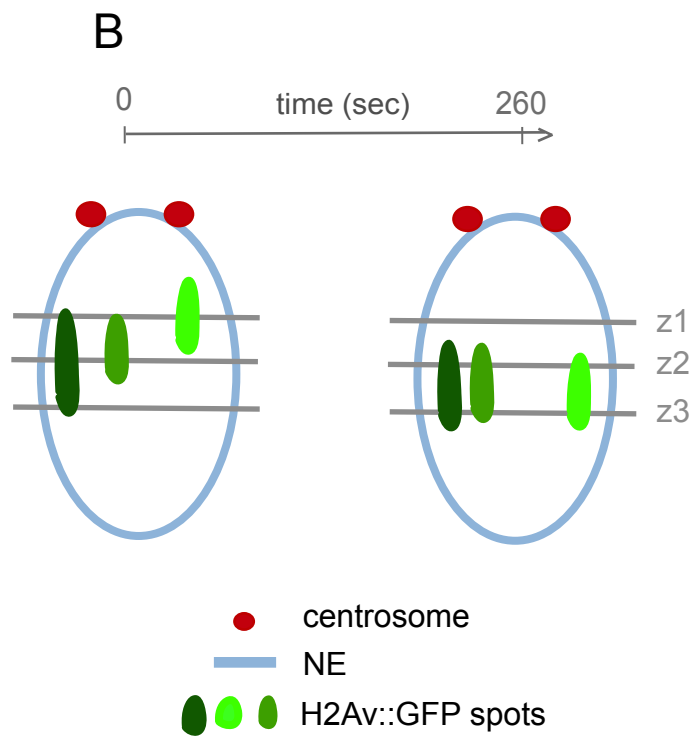 B
0 time (sec) 260
z1
z2
z3
centrosome
NE
H2Av::GFP spots